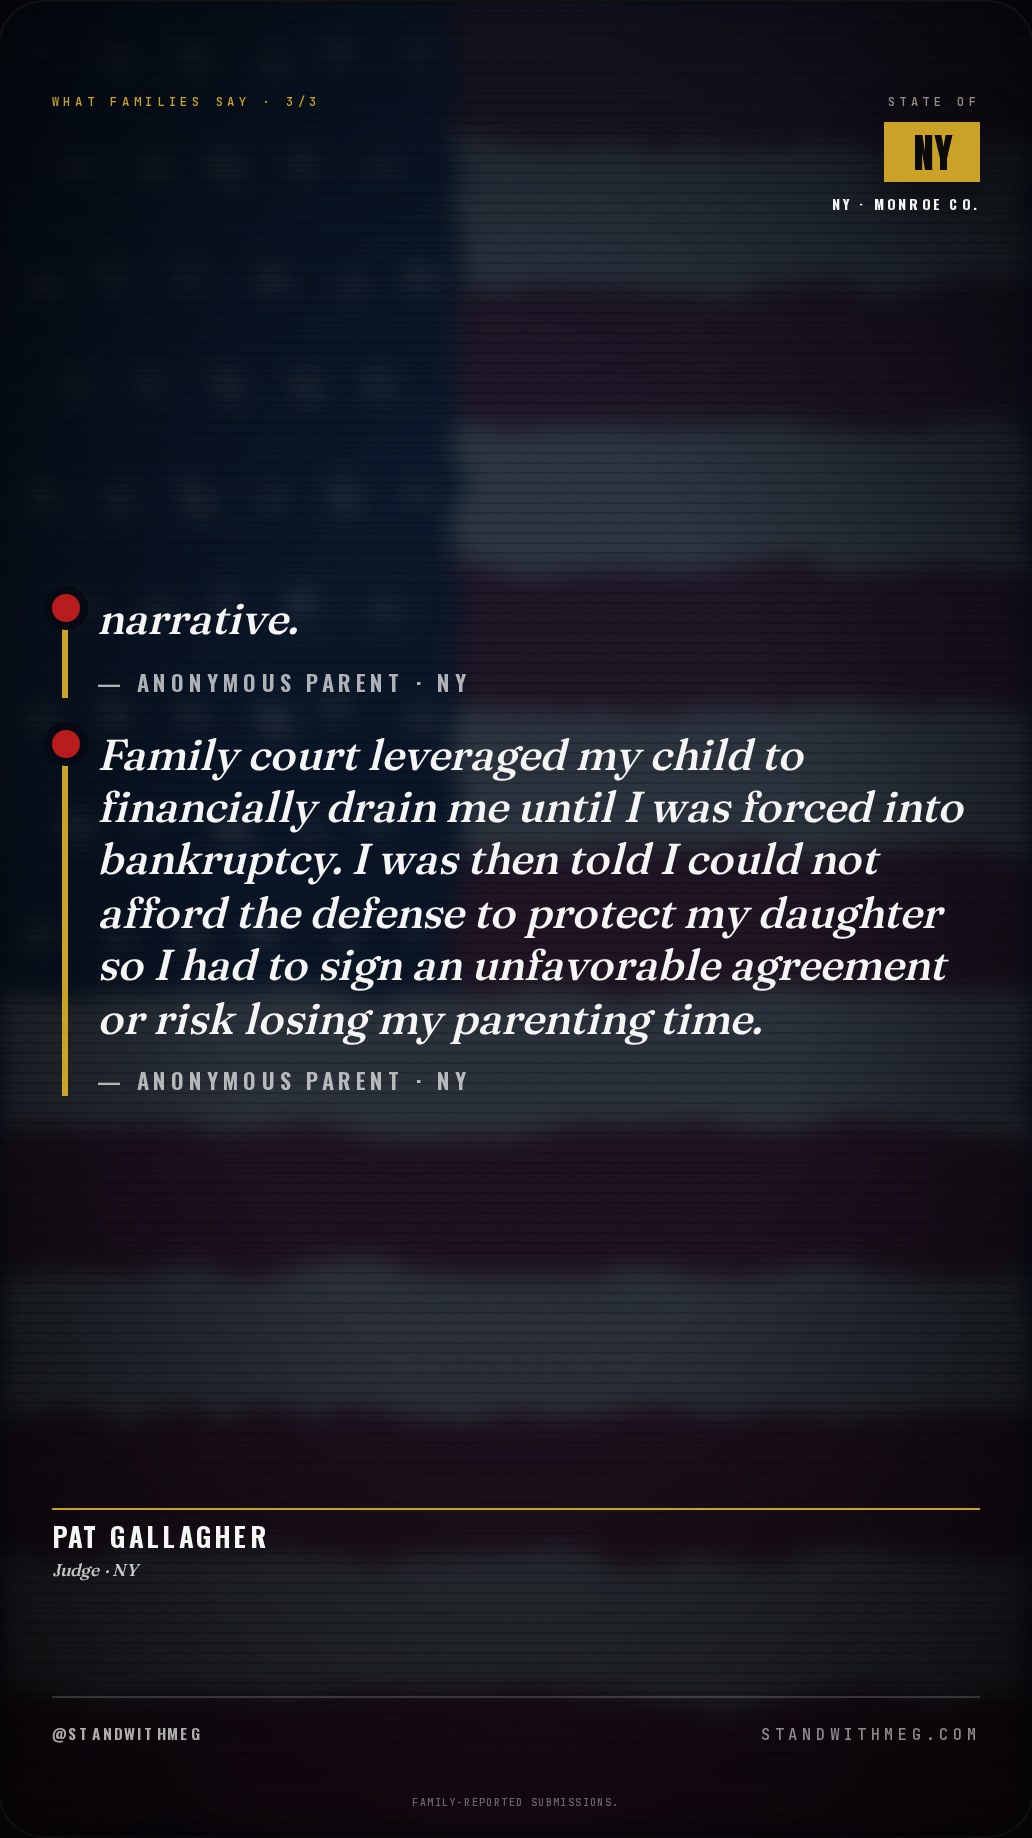 WHAT FAMILIES SAY · 3/3
STATE OF
NY
NY · MONROE CO.
narrative.
— ANONYMOUS PARENT · NY
Family court leveraged my child to
financially drain me until I was forced into
bankruptcy. I was then told I could not
afford the defense to protect my daughter
so I had to sign an unfavorable agreement
or risk losing my parenting time.
— ANONYMOUS PARENT · NY
PAT GALLAGHER
Judge · NY
@STANDWITHMEG
STANDWITHMEG.COM
FAMILY-REPORTED SUBMISSIONS.